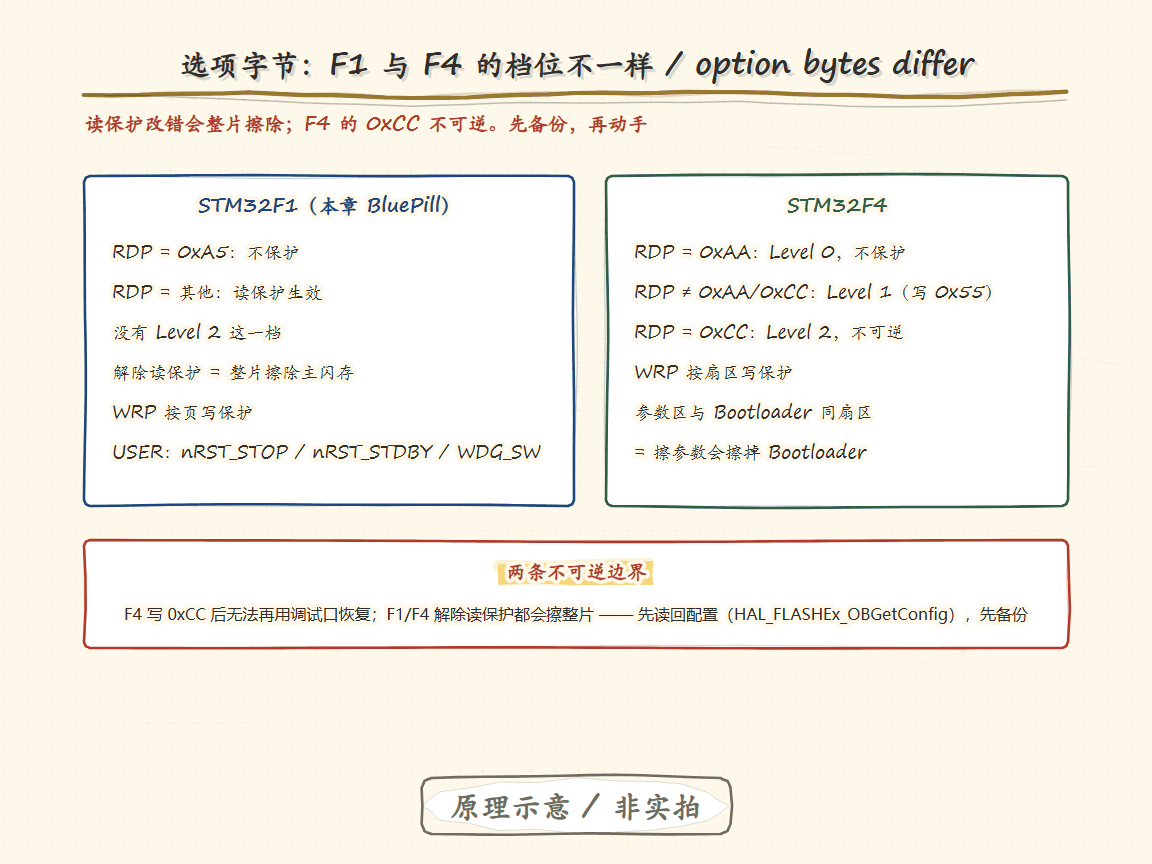 选项字节：F1 与 F4 的档位不一样 / option bytes differ
读保护改错会整片擦除；F4 的 0xCC 不可逆。先备份，再动手
STM32F1（本章 BluePill）
RDP = 0xA5：不保护
RDP = 其他：读保护生效
没有 Level 2 这一档
解除读保护 = 整片擦除主闪存
WRP 按页写保护
USER：nRST_STOP / nRST_STDBY / WDG_SW
STM32F4
RDP = 0xAA：Level 0，不保护
RDP ≠ 0xAA/0xCC：Level 1（写 0x55）
RDP = 0xCC：Level 2，不可逆
WRP 按扇区写保护
参数区与 Bootloader 同扇区
= 擦参数会擦掉 Bootloader
两条不可逆边界
F4 写 0xCC 后无法再用调试口恢复；F1/F4 解除读保护都会擦整片 —— 先读回配置（HAL_FLASHEx_OBGetConfig），先备份
原理示意 / 非实拍